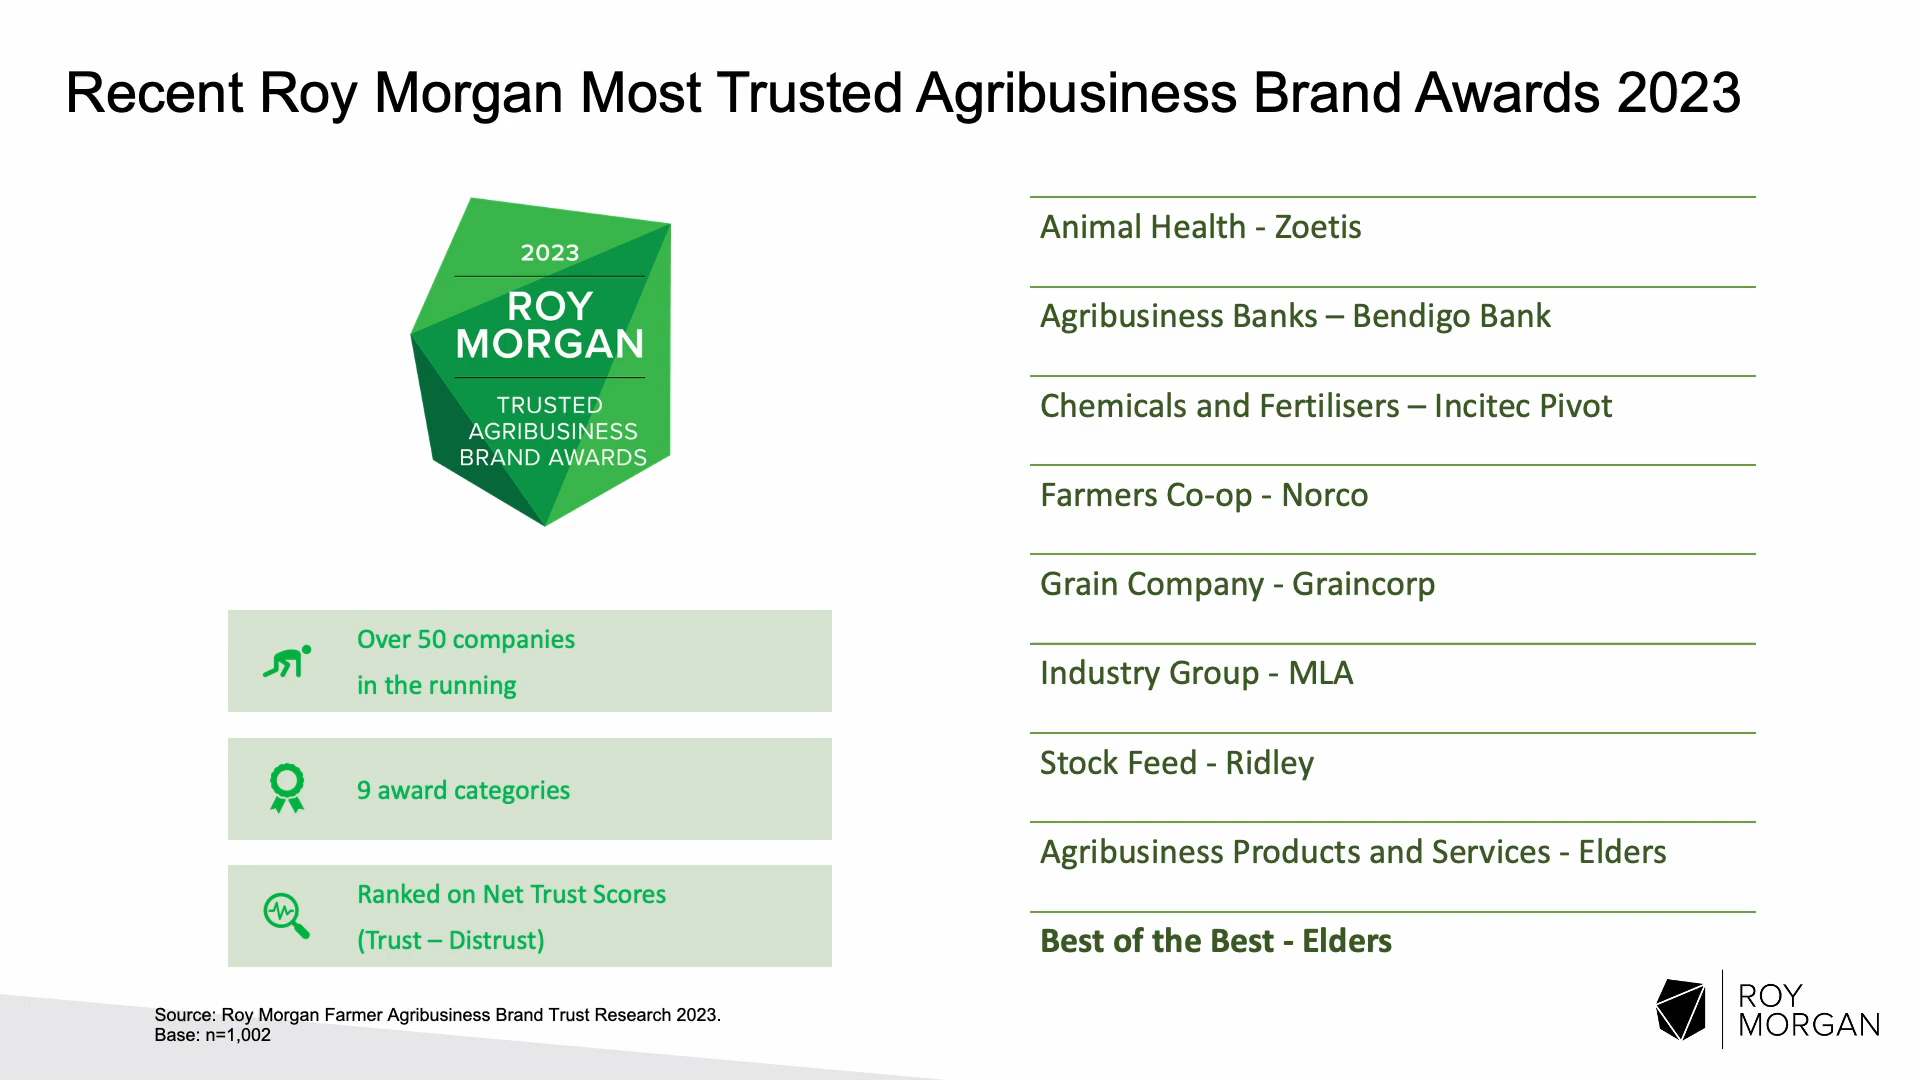 Recent Roy Morgan Most Trusted Agribusiness Brand Awards 2023
2023
ROY
MORGAN
TRUSTED
AGRIBUSINESS
BRAND AWARDS
Over 50 companies
in the running
9 award categories
Ranked on Net Trust Scores
(Trust – Distrust)
Animal Health - Zoetis
Agribusiness Banks – Bendigo Bank
Chemicals and Fertilisers – Incitec Pivot
Farmers Co-op - Norco
Grain Company - Graincorp
Industry Group - MLA
Stock Feed - Ridley
Agribusiness Products and Services - Elders
Best of the Best - Elders
Source: Roy Morgan Farmer Agribusiness Brand Trust Research 2023.
Base: n=1,002
ROY
MORGAN